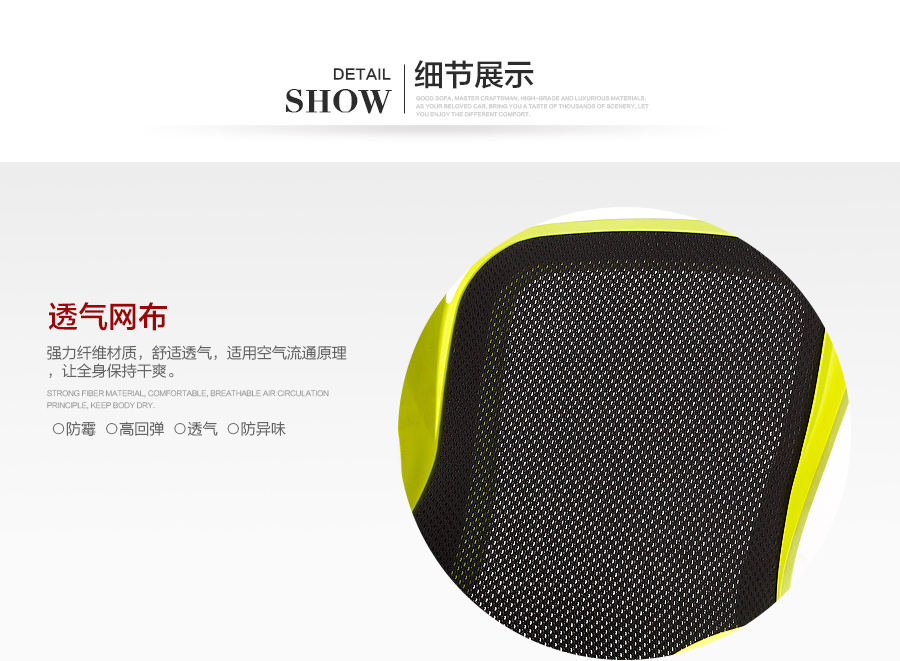 DETAIL
SHOW
细节展示
GOOD SOFA, MASTER CRAFTSMAN, HIGH-GRADE AND LUXURIOUS MATERIALS,
AS YOUR BELOVED CAR, BRING YOU A TASTE OF THOUSANDS OF SCENERY, LET
YOU ENJOY THE DIFFERENT COMFORT.
透气网布
强力纤维材质，舒适透气，适用空气流通原理
，让全身保持干爽。
STRONG FIBER MATERIAL, COMFORTABLE, BREATHABLE AIR CIRCULATION
PRINCIPLE, KEEP BODY DRY.
○防霉 ○高回弹 ○透气 ○防异味